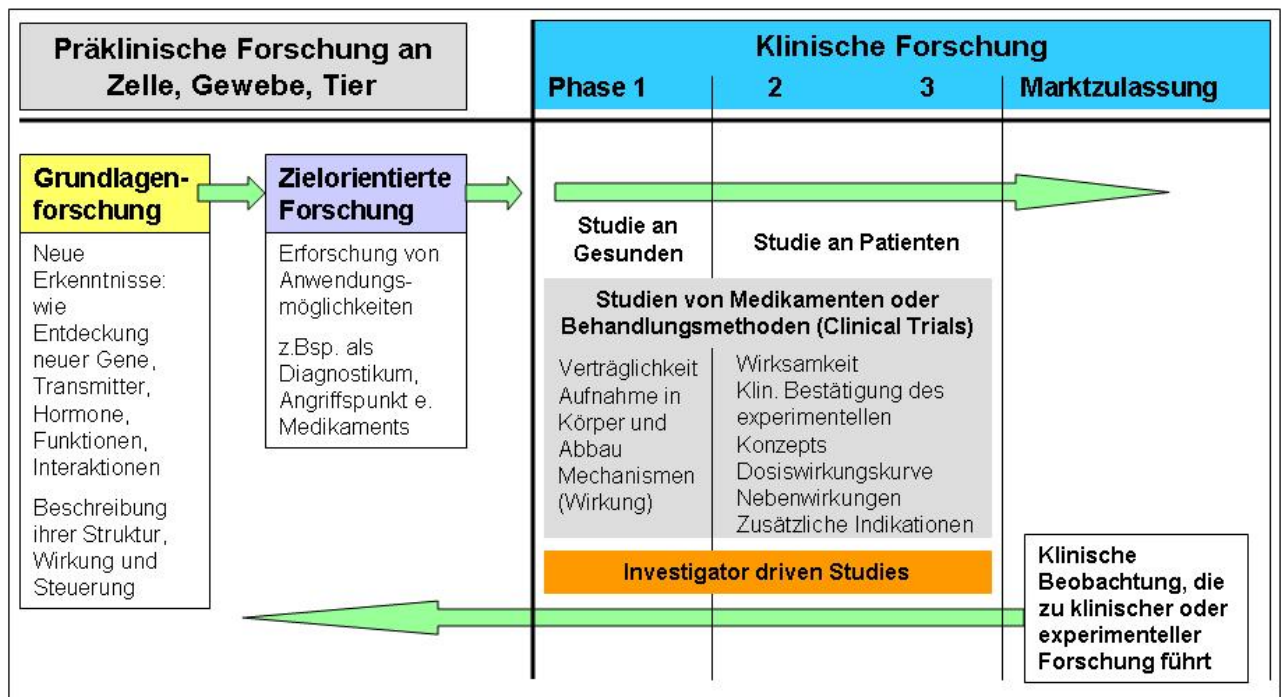 Präklinische Forschung an
Zelle, Gewebe, Tier
Klinische Forschung
Phase 1 2 3 Marktzulassung
Grundlagen-
forschung
Neue
Erkenntnisse:
wie
Entdeckung
neuer Gene,
Transmitter,
Hormone,
Funktionen,
Interaktionen
Beschreibung
ihrer Struktur,
Wirkung und
Steuerung
Zielorientierte
Forschung
Erforschung von
Anwendungs-
möglichkeiten
z.Bsp. als
Diagnostikum,
Angriffspunkt e.
Medikaments
Studie an
Gesunden
Studie an Patienten
Studien von Medikamenten oder
Behandlungsmethoden (Clinical Trials)
Verträglichkeit
Aufnahme in
Körper und
Abbau
Mechanismen
(Wirkung)
Wirksamkeit
Klin. Bestätigung des
experimentellen
Konzepts
Dosiswirkungskurve
Nebenwirkungen
Zusätzliche Indikationen
Investigator driven Studies
Klinische
Beobachtung, die
zu klinischer oder
experimenteller
Forschung führt